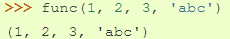 >>> func(1, 2, 3, 'abc')
(1, 2, 3, 'abc')